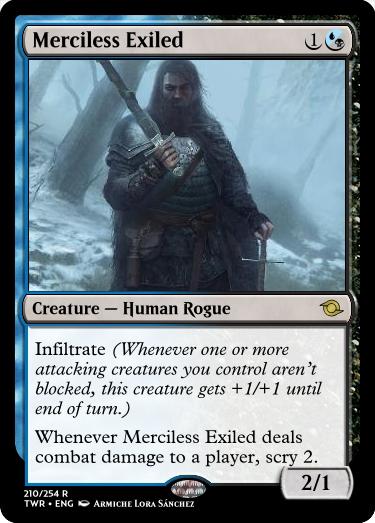 Merciless Exiled 1
Creature — Human Rogue
Infiltrate (Whenever one or more
attacking creatures you control aren't
blocked, this creature gets +1/+1 until
end of turn.)
Whenever Merciless Exiled deals
combat damage to a player, scry 2.
2/1
210/254 R
TWR • ENG Armiche Lora Sánchez